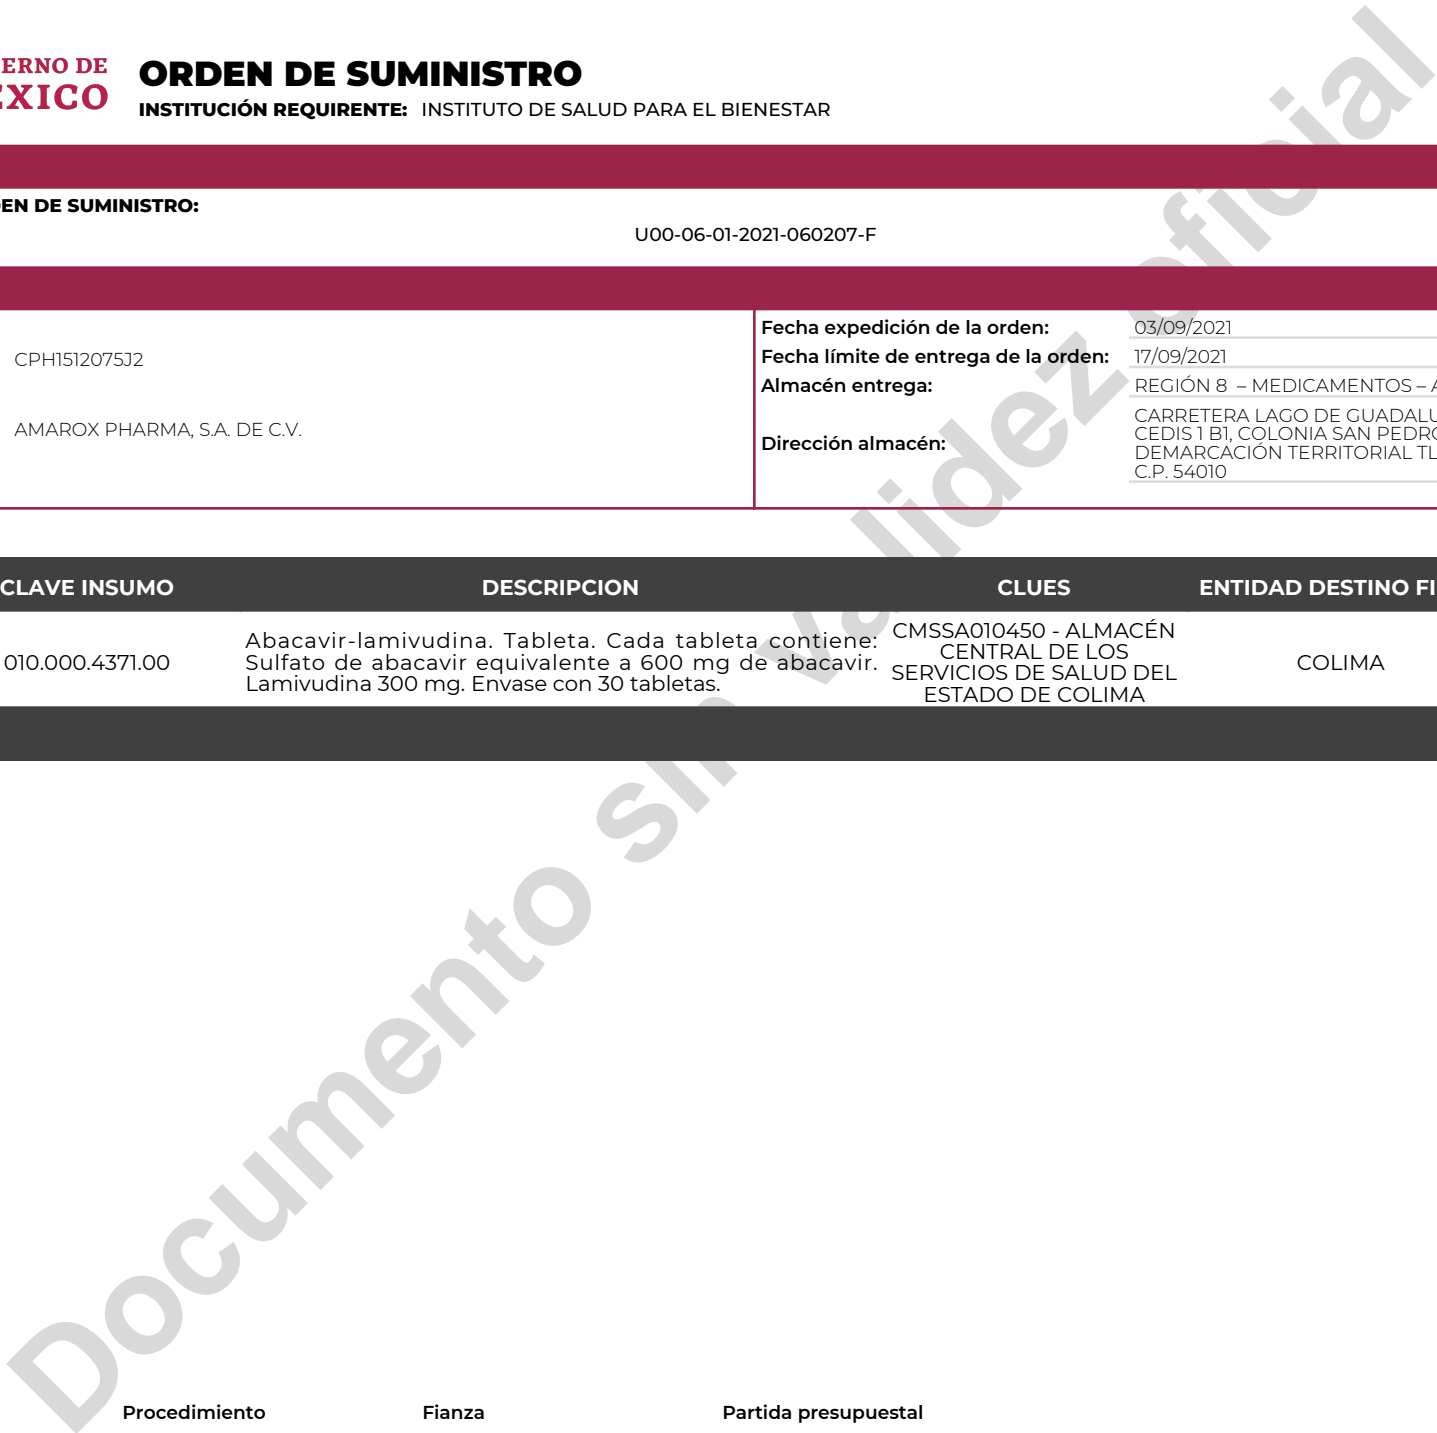 ERNO DE
ÉXICO
ORDEN DE SUMINISTRO
INSTITUCIÓN REQUIRENTE: INSTITUTO DE SALUD PARA EL BIENESTAR
EN DE SUMINISTRO:
U00-06-01-2021-060207-F
CPH1512075J2
AMAROX PHARMA, S.A. DE C.V.
Fecha expedición de la orden: 03/09/2021
Fecha límite de entrega de la orden: 17/09/2021
Almacén entrega: REGIÓN 8 – MEDICAMENTOS – A
Dirección almacén:
CARRETERA LAGO DE GUADALU
CEDIS 1 B1, COLONIA SAN PEDRO
DEMARCACIÓN TERRITORIAL TL
C.P. 54010
CLAVE INSUMO DESCRIPCION CLUES ENTIDAD DESTINO FI
010.000.4371.00
Abacavir-lamivudina. Tableta. Cada tableta contiene:
Sulfato de abacavir equivalente a 600 mg de abacavir.
Lamivudina 300 mg. Envase con 30 tabletas.
CMSSA010450 - ALMACÉN
CENTRAL DE LOS
SERVICIOS DE SALUD DEL
ESTADO DE COLIMA
COLIMA
Documento sin validez oficial
Procedimiento Fianza Partida presupuestal